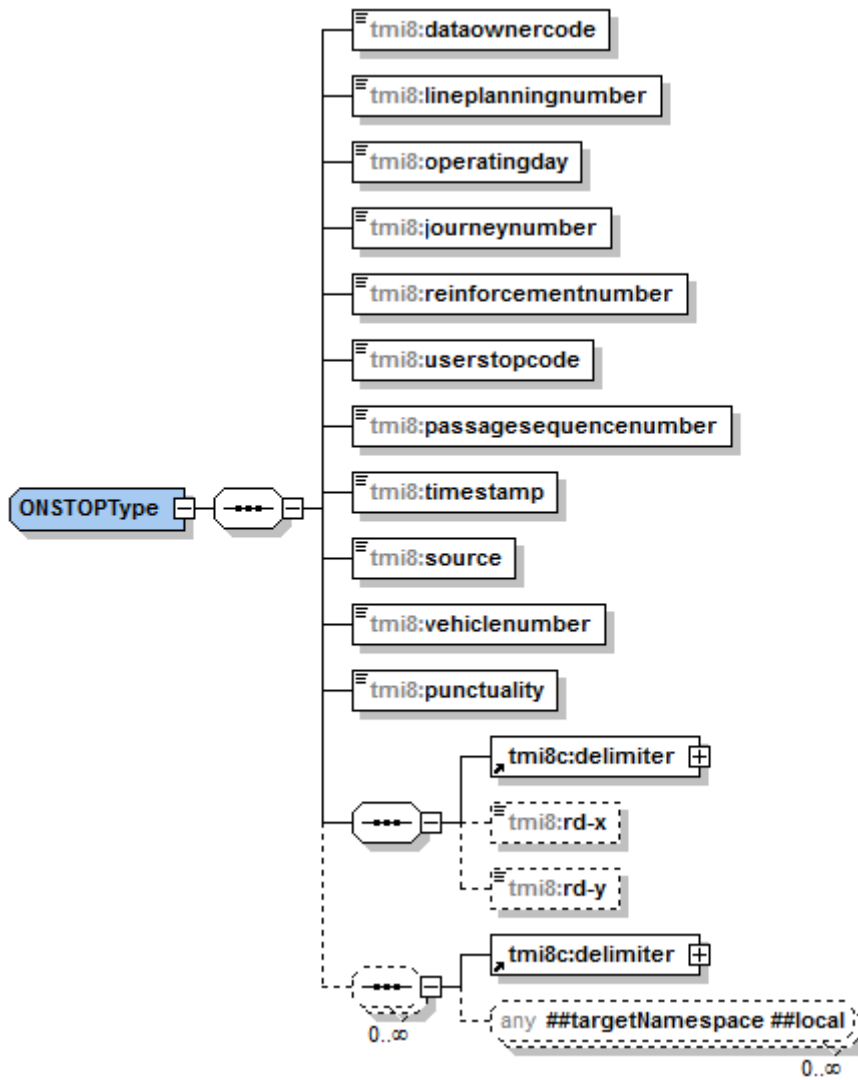 tmi8:dataownercode
tmi8:lineplanningnumber
tmi8:operatingday
tmi8:journeynumber
tmi8:reinforcementnumber
tmi8:userstopcode
tmi8:passagesequencenumber
ONSTOPType
tmi8:timestamp
tmi8:source
tmi8:vehiclenumber
tmi8:punctuality
tmi8c:delimiter
tmi8:rd-x
tmi8:rd-y
tmi8c:delimiter
0..∞
any ##targetNamespace ##local
0..∞